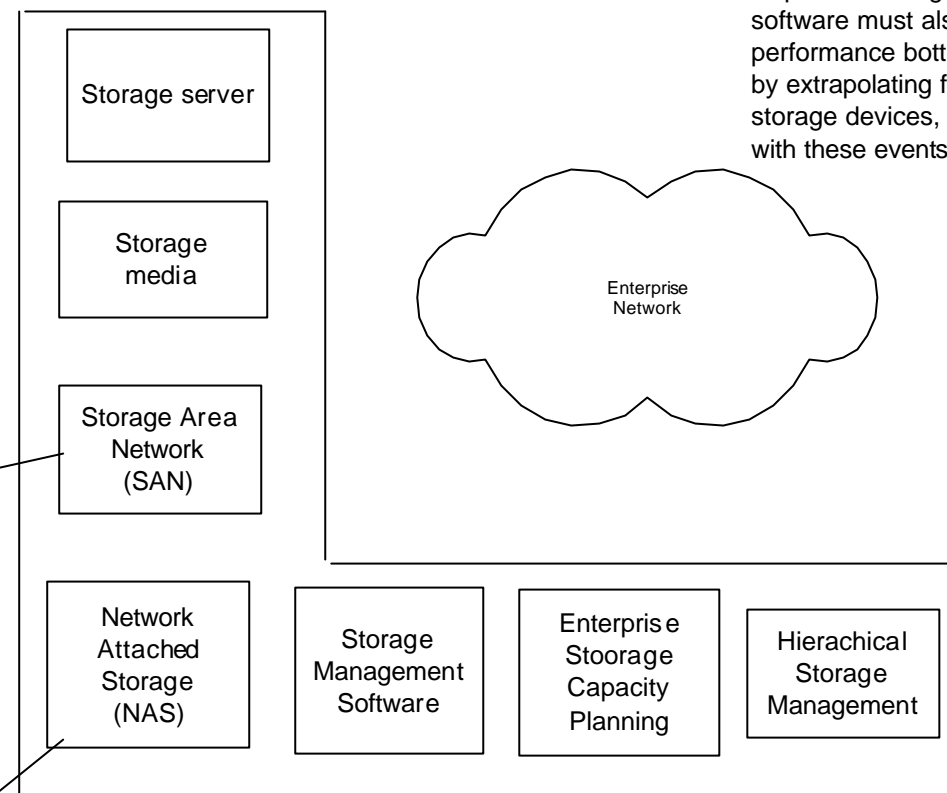 software must als
performance bott
by extrapolating f
storage devices,
with these events
Storage server
Storage
media
Enterprise
Network
Storage Area
Network
(SAN)
Network
Attached
Storage
(NAS)
Storage
Management
Software
Enterprise
Stoorage
Capacity
Planning
Hierachical
Storage
Management